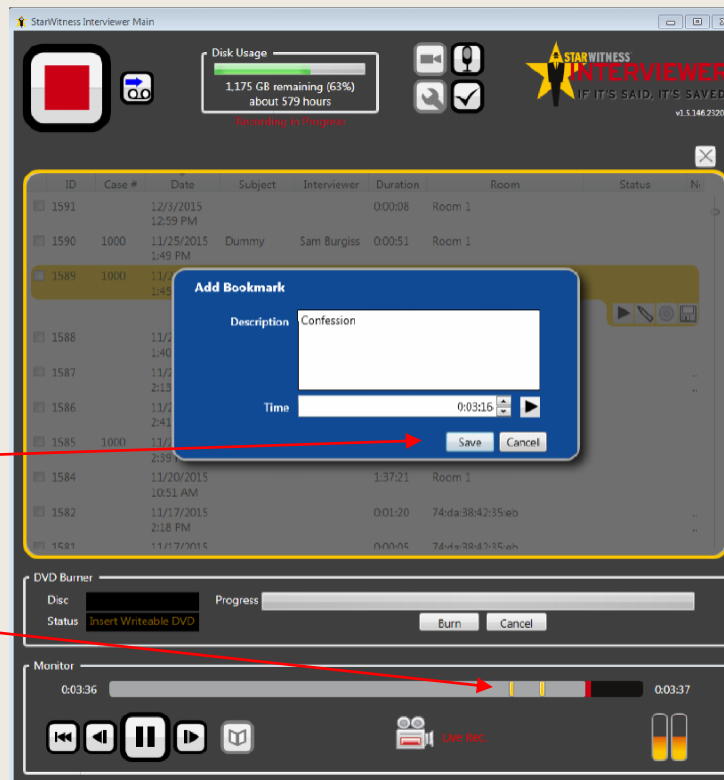 StarWitness Interviewer Main
Disk Usage
1,175 GB remaining (63%)
about 579 hours
Recording in Progress
STARWITNESS
INTERVIEWER
IF IT'S SAID, IT'S SAVED
v1.5.146.2320
ID Case # Date Subject Interviewer Duration Room Status
1591 12/3/2015 0:00:08 Room 1
12:59 PM
1590 1000 11/25/2015 Dummy Sam Burgiss 0:00:51 Room 1
1:49 PM
1589 1000
Add Bookmark
Description Confession
1588
1587
1586
Time 0:03:16
1585 1000
Save Cancel
1584 11/20/2015 1:37:21 Room 1
10:51 AM
1582 11/17/2015 0:01:20 74:da:38:42:35:eb
2:18 PM
1581 11/17/2015 0:00:05 74:da:38:42:35:eb
DVD Burner
Disc Progress
Status Insert Writeable DVD Burn Cancel
Monitor
0:03:36 0:03:37
Live Rec.